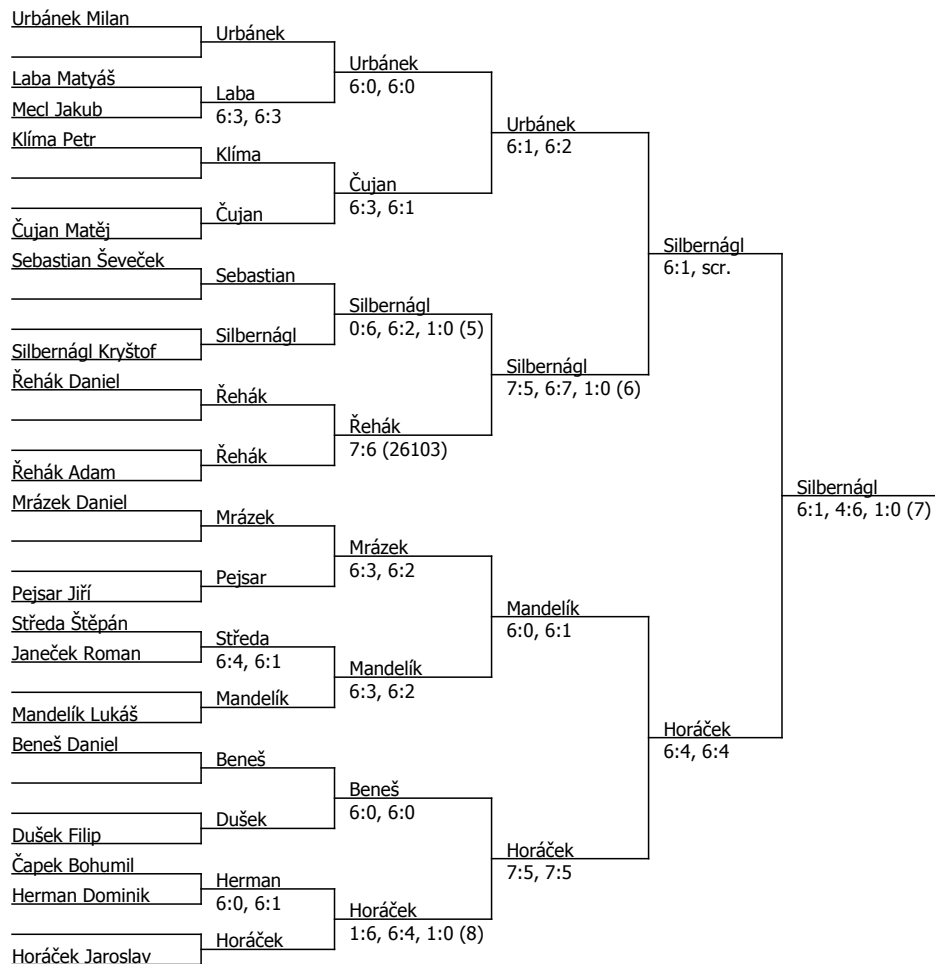 Urbánek Milan
Laba Matyáš
Mecl Jakub
Klíma Petr
Čujan Matěj
Sebastian Ševeček
Silbernágl Kryštof
Řehák Daniel
Řehák Adam
Mrázek Daniel
Pejsar Jiří
Středa Štěpán
Janeček Roman
Mandelík Lukáš
Beneš Daniel
Dušek Filip
Čapek Bohumil
Herman Dominik
Horáček Jaroslav
Urbánek
Laba
6:3, 6:3
Klíma
Čujan
Sebastian
Silbernágl
Řehák
Řehák
Mrázek
Pejsar
Středa
6:4, 6:1
Mandelík
Beneš
Dušek
Herman
6:0, 6:1
Horáček
Urbánek
6:0, 6:0
Čujan
6:3, 6:1
Silbernágl
0:6, 6:2, 1:0 (5)
Řehák
7:6 (26103)
Mrázek
6:3, 6:2
Mandelík
6:3, 6:2
Beneš
6:0, 6:0
Horáček
1:6, 6:4, 1:0 (8)
Urbánek
6:1, 6:2
Silbernágl
7:5, 6:7, 1:0 (6)
Mandelík
6:0, 6:1
Horáček
7:5, 7:5
Silbernágl
6:1, scr.
Horáček
6:4, 6:4
Silbernágl
6:1, 4:6, 1:0 (7)